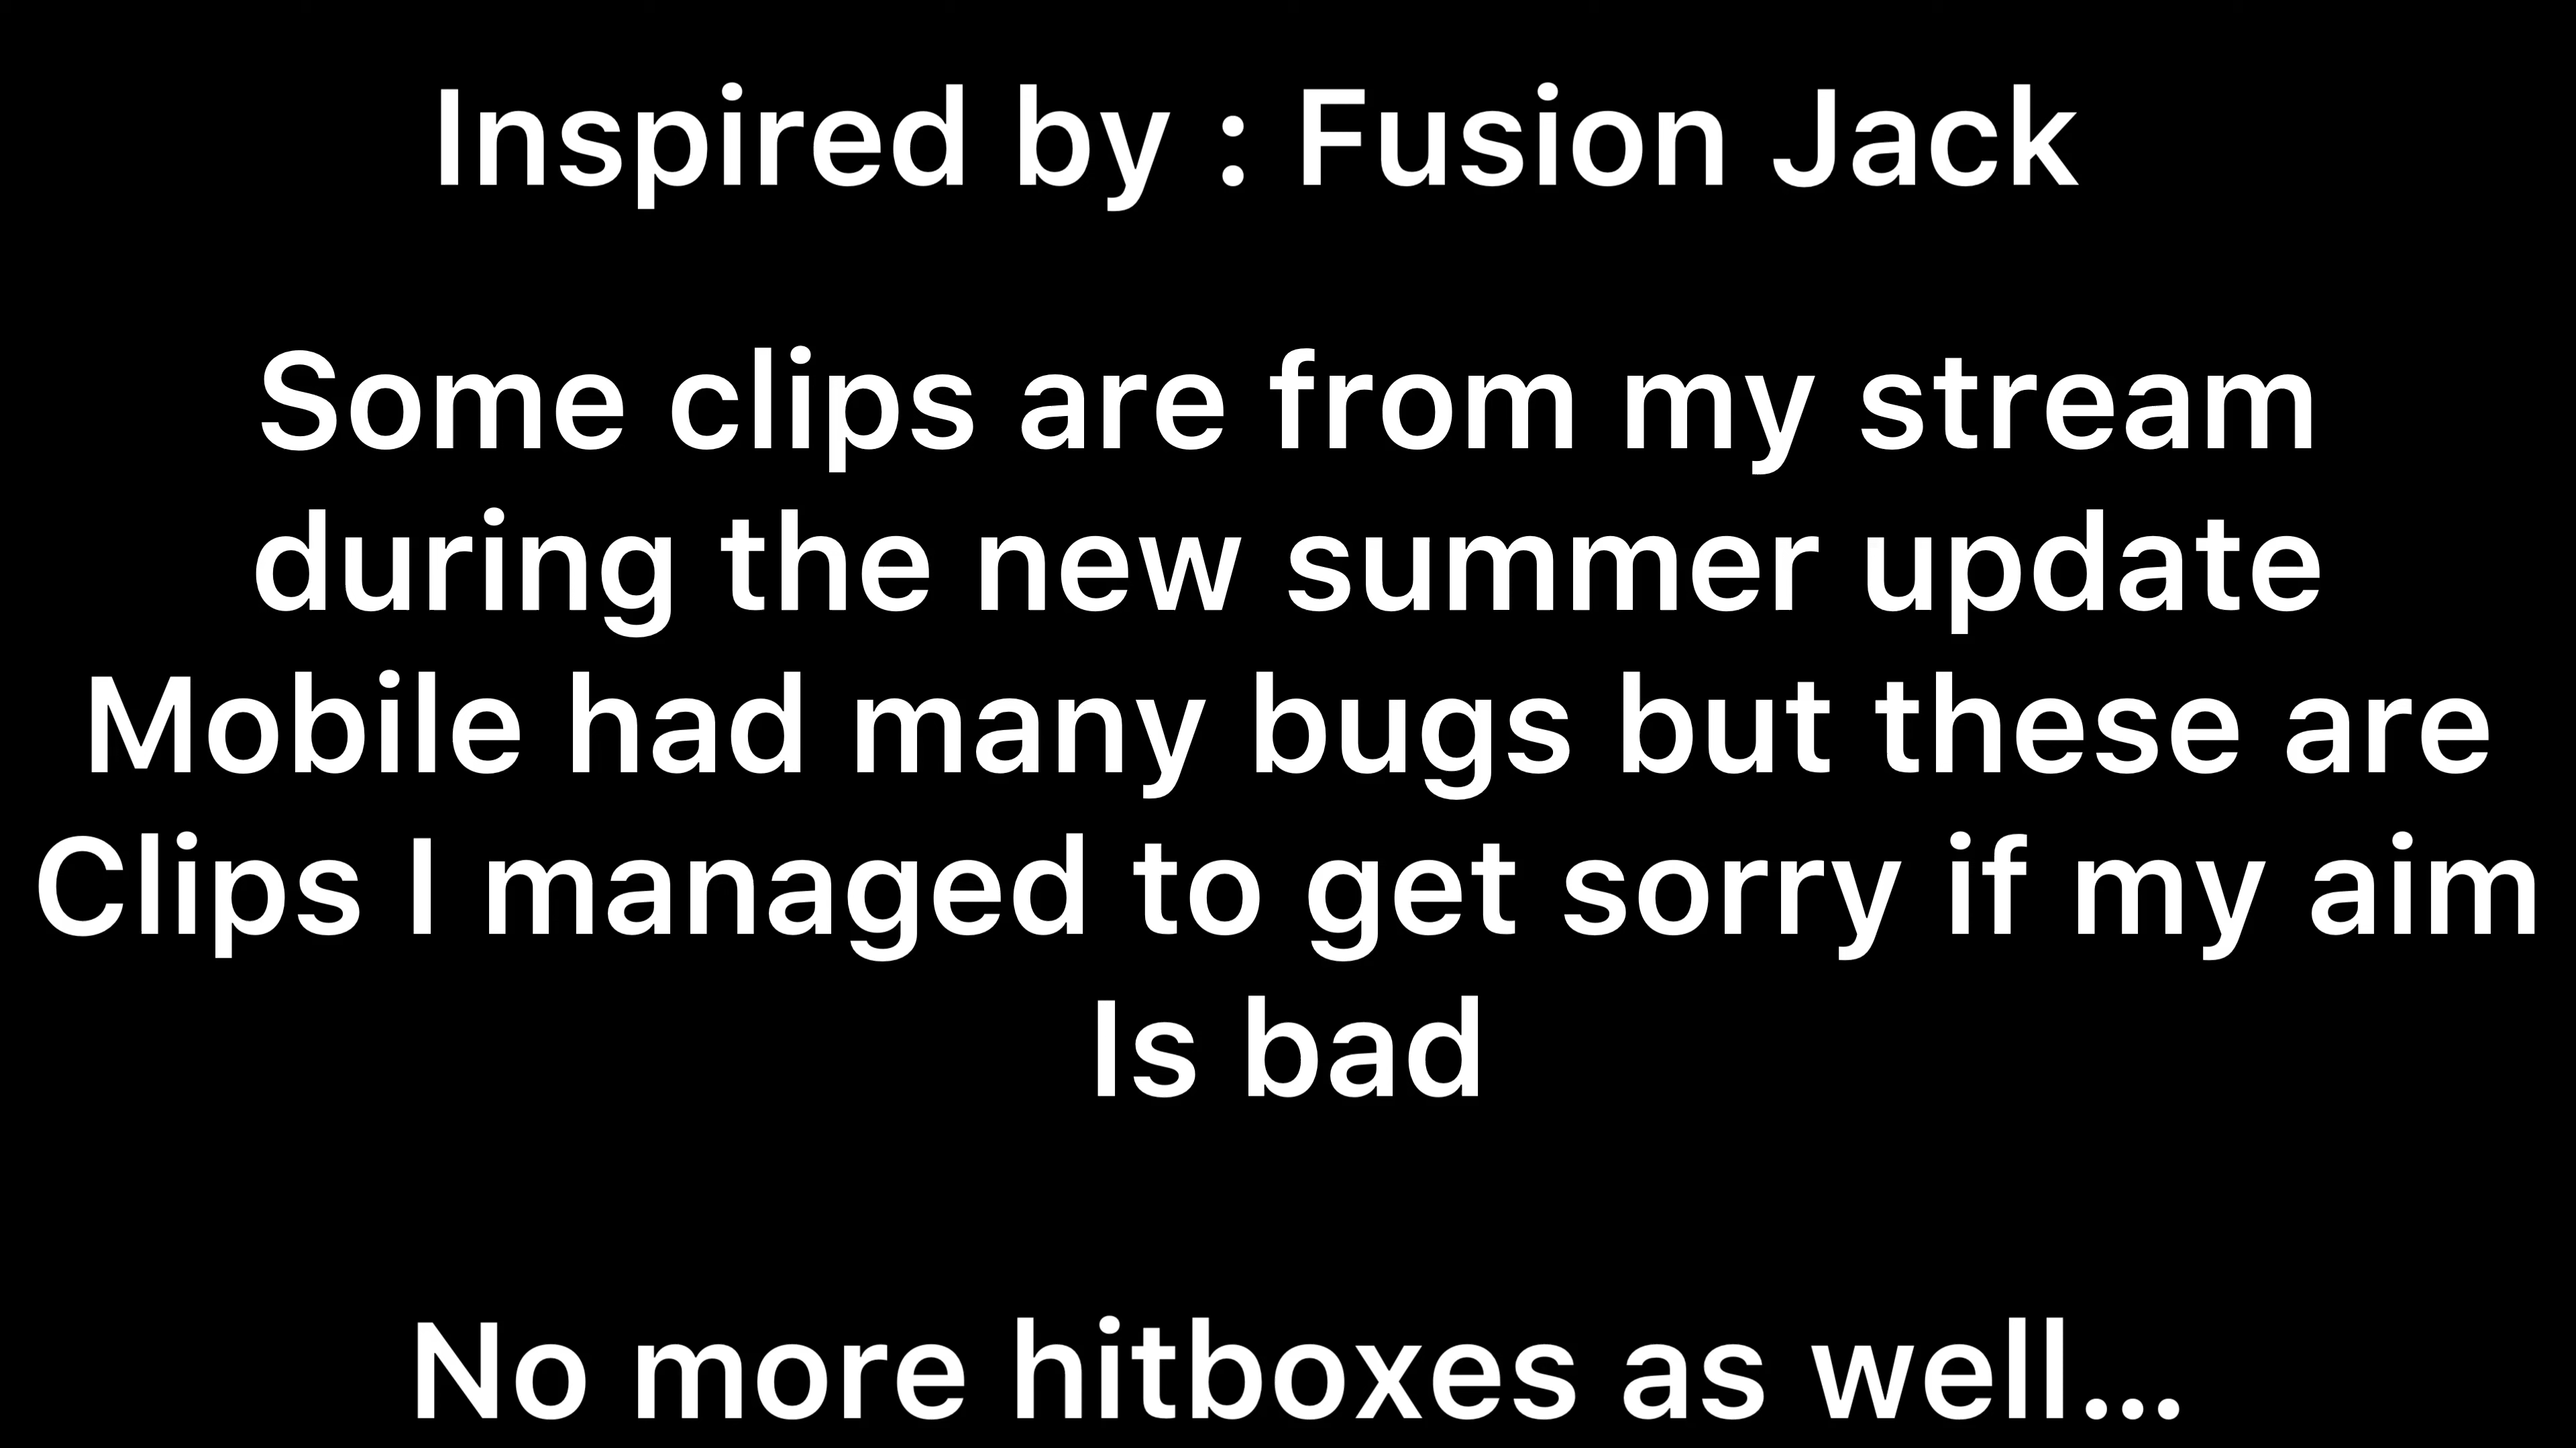 Inspired by : Fusion Jack
Some clips are from my stream
during the new summer update
Mobile had many bugs but these are
Clips I managed to get sorry if my aim
Is bad
No more hitboxes as well...